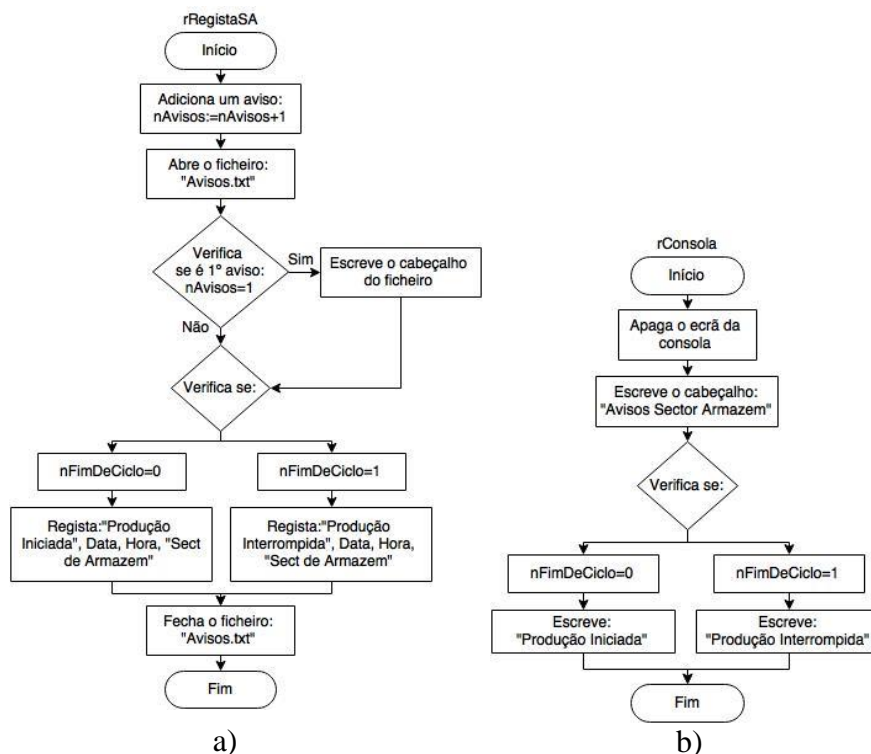 rRegistaSA
Início
Adiciona um aviso:
nAvisos:=nAvisos+1
Abre o ficheiro:
"Avisos.txt"
Verifica
se é 1º aviso:
nAvisos=1
Sim
Escreve o cabeçalho
do ficheiro
Não
Verifica se:
nFimDeCiclo=0
nFimDeCiclo=1
Regista:"Produção
Iniciada", Data, Hora, "Sect
de Armazem"
Regista:"Produção
Interrompida", Data, Hora,
"Sect de Armazem"
Fecha o ficheiro:
"Avisos.txt"
Fim
a)
rConsola
Início
Apaga o ecrã da
consola
Escreve o cabeçalho:
"Avisos Sector Armazem"
Verifica se:
nFimDeCiclo=0
nFimDeCiclo=1
Escreve:
"Produção Iniciada"
Escreve:
"Produção Interrompida"
Fim
b)